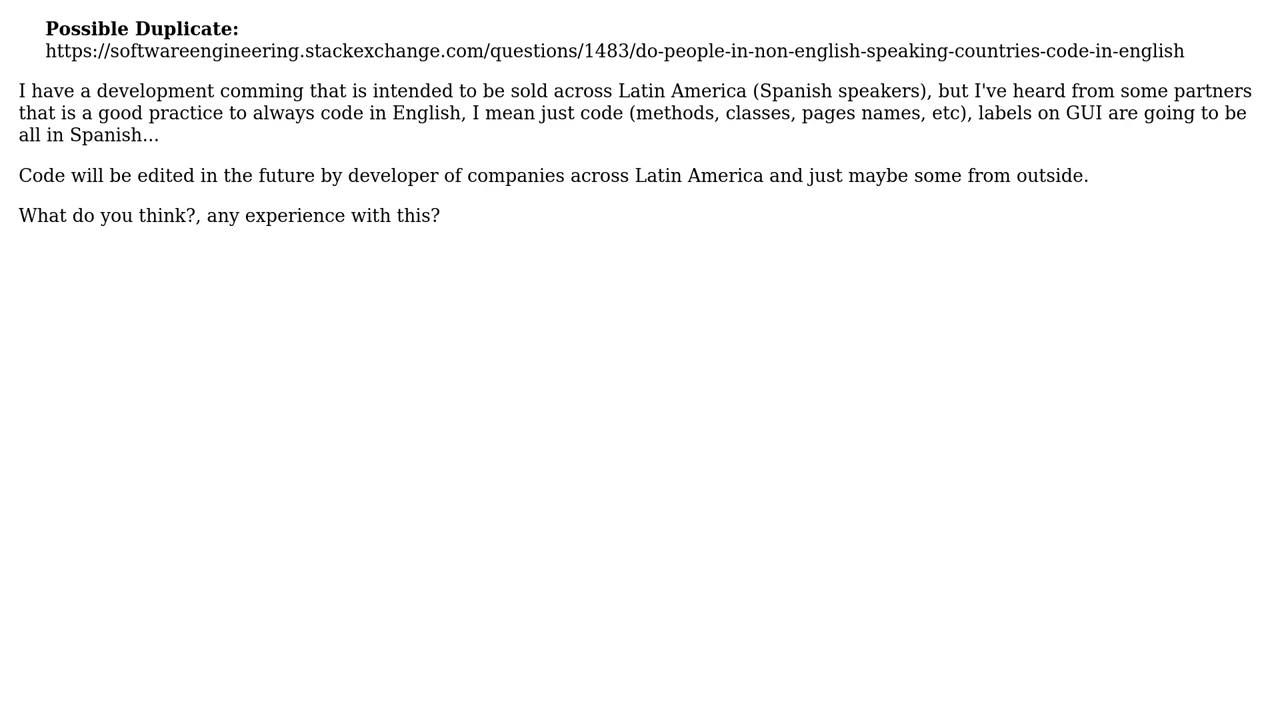 Possible Duplicate:
https://softwareengineering.stackexchange.com/questions/1483/do-people-in-non-english-speaking-countries-code-in-english
I have a development comming that is intended to be sold across Latin America (Spanish speakers), but I've heard from some partners
that is a good practice to always code in English, I mean just code (methods, classes, pages names, etc), labels on GUI are going to be
all in Spanish...
Code will be edited in the future by developer of companies across Latin America and just maybe some from outside.
What do you think?, any experience with this?